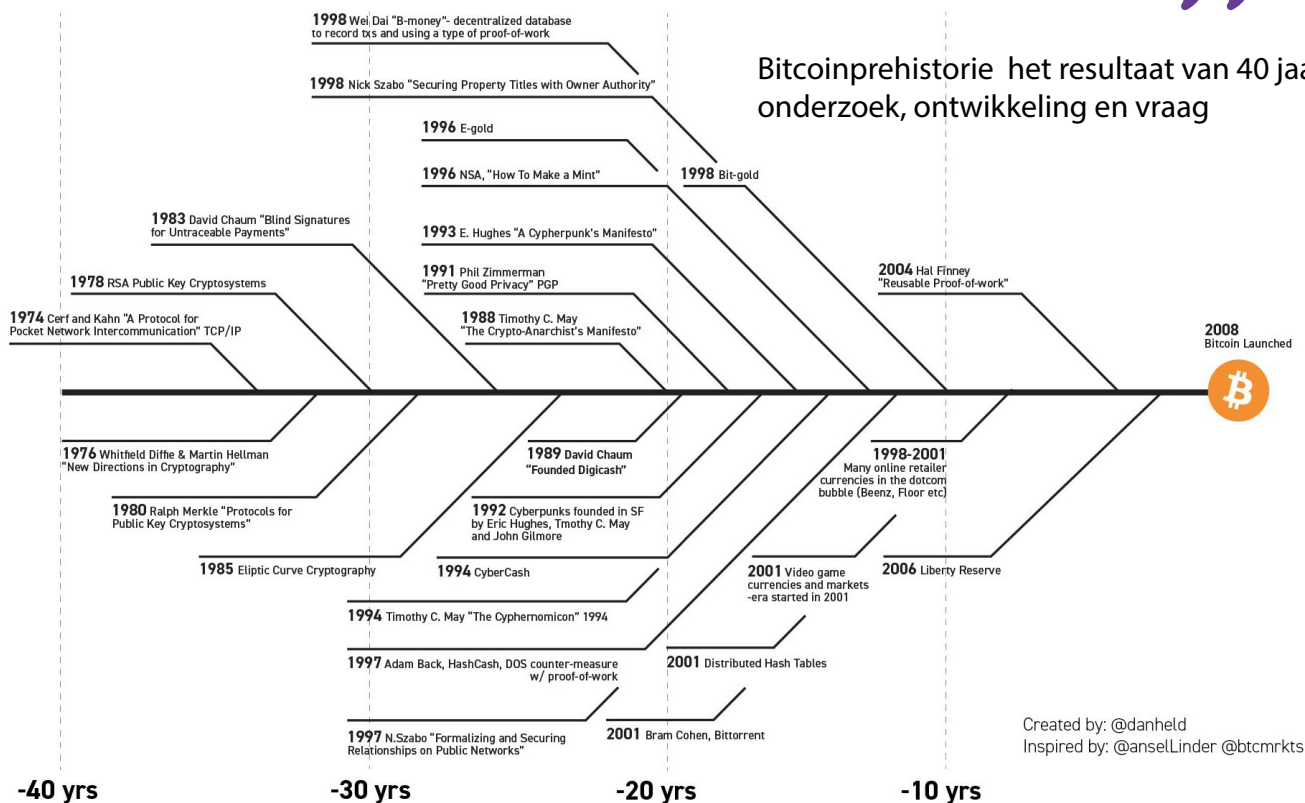 1998 Wei Dai “B-money”- decentralized database
to record txs and using a type of proof-of-work
Bitcoinprehistorie het resultaat van 40 jaa
onderzoek, ontwikkeling en vraag
1998 Nick Szabo “Securing Property Titles with Owner Authority”
1996 E-gold
1996 NSA, “How To Make a Mint”
1998 Bit-gold
1983 David Chaum “Blind Signatures
for Untraceable Payments”
1993 E. Hughes “A Cypherpunk’s Manifesto”
1978 RSA Public Key Cryptosystems
1991 Phil Zimmerman
“Pretty Good Privacy” PGP
2004 Hal Finney
“Reusable Proof-of-work”
1974 Cerf and Kahn “A Protocol for
Pocket Network Intercommunication” TCP/IP
1988 Timothy C. May
“The Crypto-Anarchist’s Manifesto”
2008
Bitcoin Launched
1976 Whitfield Diffie & Martin Hellman
“New Directions in Cryptography”
1989 David Chaum
“Founded Digicash”
1998-2001
Many online retailer
currencies in the dotcom
bubble (Beenz, Floor etc)
1980 Ralph Merkle “Protocols for
Public Key Cryptosystems”
1992 Cyberpunks founded in SF
by Eric Hughes, Tmothy C. May
and John Gilmore
1985 Eliptic Curve Cryptography
1994 CyberCash
2001 Video game
currencies and markets
-era started in 2001
2006 Liberty Reserve
1994 Timothy C. May “The Cyphernomicon” 1994
1997 Adam Back, HashCash, DOS counter-measure
w/ proof-of-work
2001 Distributed Hash Tables
1997 N.Szabo “Formalizing and Securing
Relationships on Public Networks”
2001 Bram Cohen, Bittorrent
Created by: @danheld
Inspired by: @anselLinder @btcmrkts
-40 yrs
-30 yrs
-20 yrs
-10 yrs